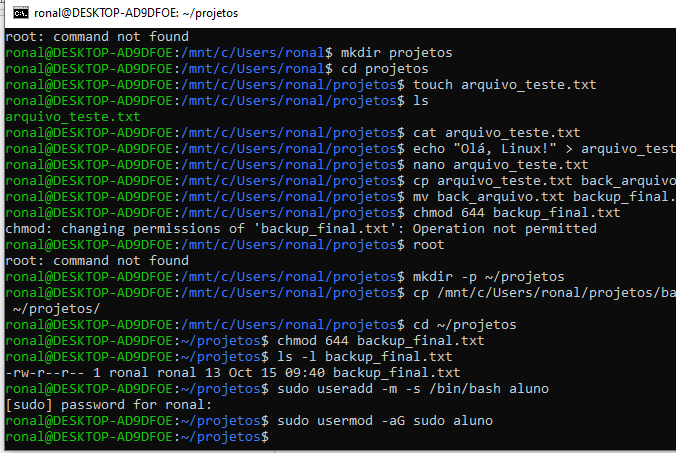 ronal@DESKTOP-AD9DFOE: ~/projetos
root: command not found
ronal@DESKTOP-AD9DFOE:/mnt/c/Users/ronal$ mkdir projetos
ronal@DESKTOP-AD9DFOE:/mnt/c/Users/ronal$ cd projetos
ronal@DESKTOP-AD9DFOE:/mnt/c/Users/ronal/projetos$ touch arquivo_teste.txt
ronal@DESKTOP-AD9DFOE:/mnt/c/Users/ronal/projetos$ ls
arquivo_teste.txt
ronal@DESKTOP-AD9DFOE:/mnt/c/Users/ronal/projetos$ cat arquivo_teste.txt
ronal@DESKTOP-AD9DFOE:/mnt/c/Users/ronal/projetos$ echo "Olá, Linux!" > arquivo_test
ronal@DESKTOP-AD9DFOE:/mnt/c/Users/ronal/projetos$ nano arquivo_teste.txt
ronal@DESKTOP-AD9DFOE:/mnt/c/Users/ronal/projetos$ cp arquivo_teste.txt back_arquivo
ronal@DESKTOP-AD9DFOE:/mnt/c/Users/ronal/projetos$ mv back_arquivo.txt backup_final.
ronal@DESKTOP-AD9DFOE:/mnt/c/Users/ronal/projetos$ chmod 644 backup_final.txt
chmod: changing permissions of 'backup_final.txt': Operation not permitted
ronal@DESKTOP-AD9DFOE:/mnt/c/Users/ronal/projetos$ root
root: command not found
ronal@DESKTOP-AD9DFOE:/mnt/c/Users/ronal/projetos$ mkdir -p ~/projetos
ronal@DESKTOP-AD9DFOE:/mnt/c/Users/ronal/projetos$ cp /mnt/c/Users/ronal/projetos/ba
 ~/projetos/
ronal@DESKTOP-AD9DFOE:/mnt/c/Users/ronal/projetos$ cd ~/projetos
ronal@DESKTOP-AD9DFOE:~/projetos$ chmod 644 backup_final.txt
ronal@DESKTOP-AD9DFOE:~/projetos$ ls -l backup_final.txt
-rw-r--r-- 1 ronal ronal 13 Oct 15 09:40 backup_final.txt
ronal@DESKTOP-AD9DFOE:~/projetos$ sudo useradd -m -s /bin/bash aluno
[sudo] password for ronal:
ronal@DESKTOP-AD9DFOE:~/projetos$ sudo usermod -aG sudo aluno
ronal@DESKTOP-AD9DFOE:~/projetos$